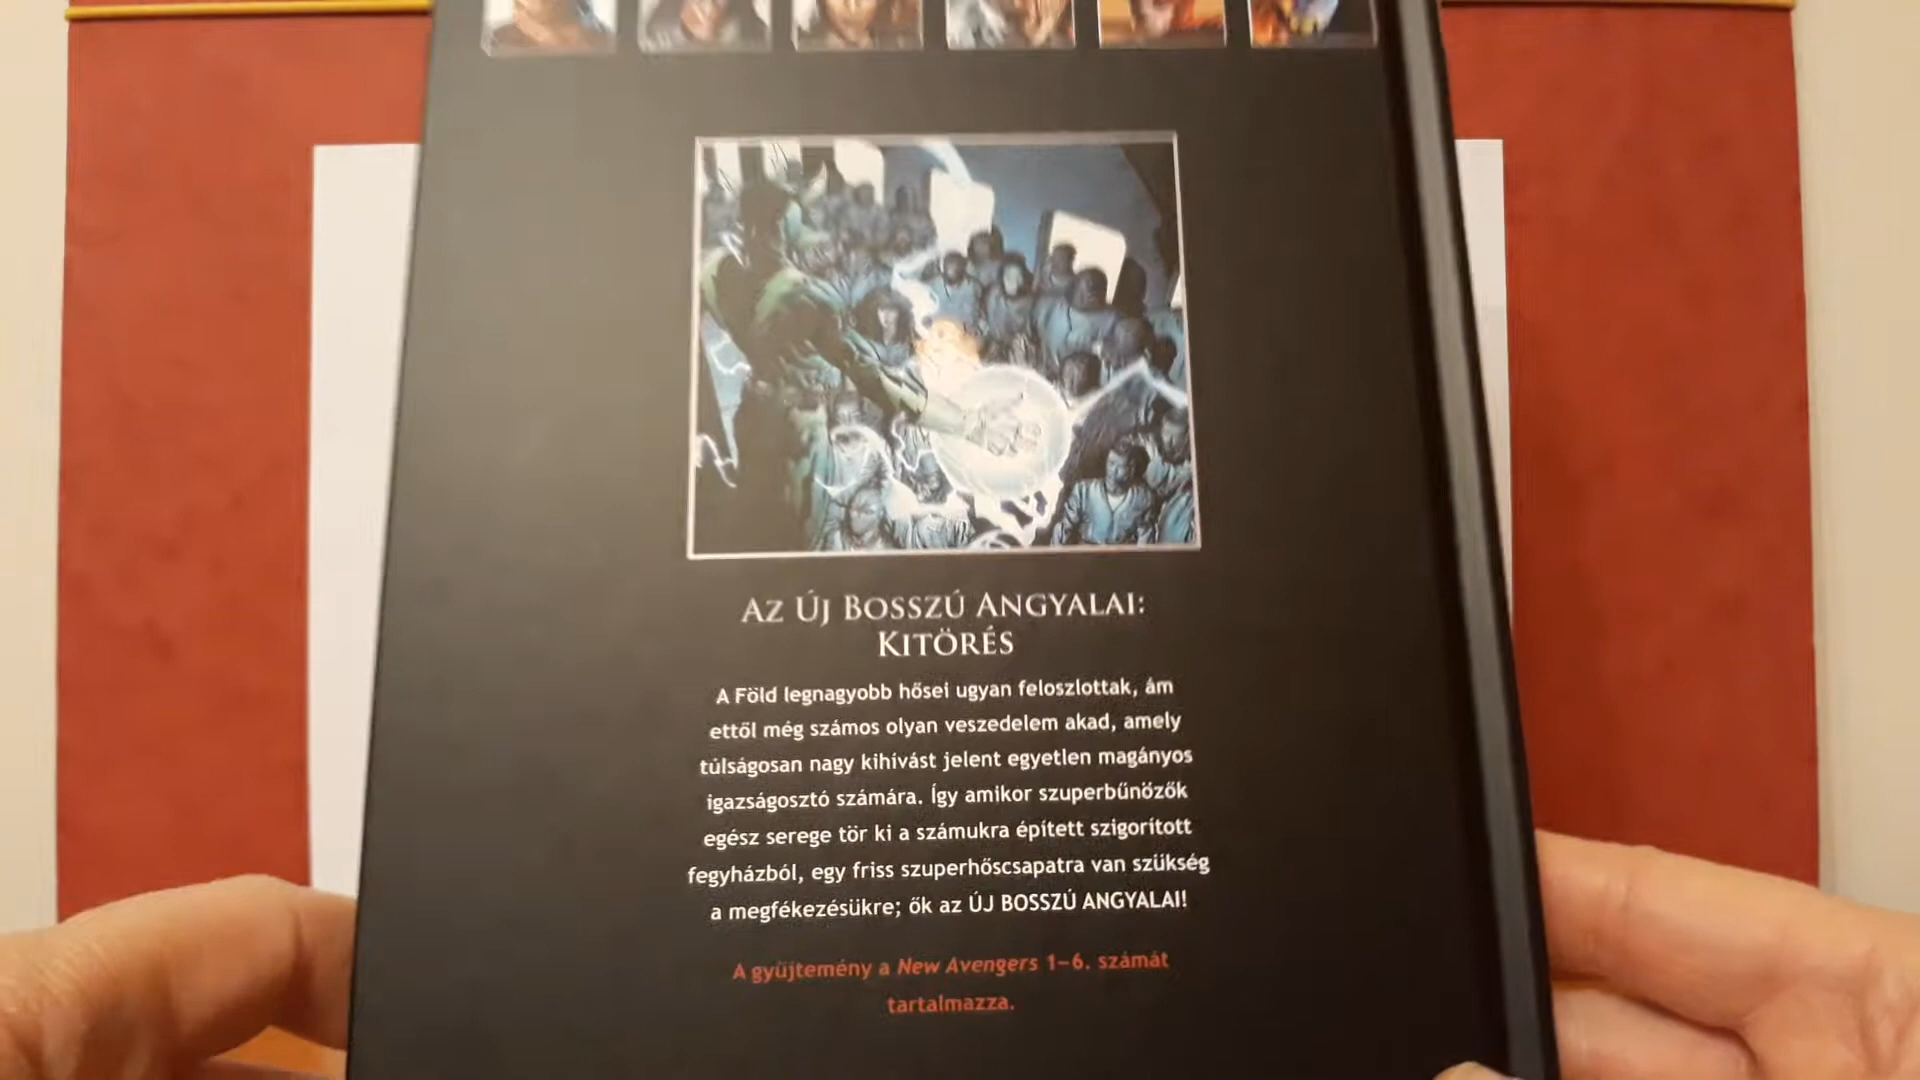 Az Új Bosszú Angyalai:
Kitörés
A Föld legnagyobb hősei ugyan feloszlottak, ám
ettől még számos olyan veszedelem akad, amely
túlságosan nagy kihívást jelent egyetlen magányos
igazságosztó számára. Így amikor szuperbűnözők
egész serege tör ki a számukra épített szigorított
fegyházból, egy friss szuperhőscsapatra van szükség
a megfékezésükre; ők az ÚJ BOSSZÚ ANGYALAI!
A gyűjtemény a New Avengers 1–6. számát
tartalmazza.